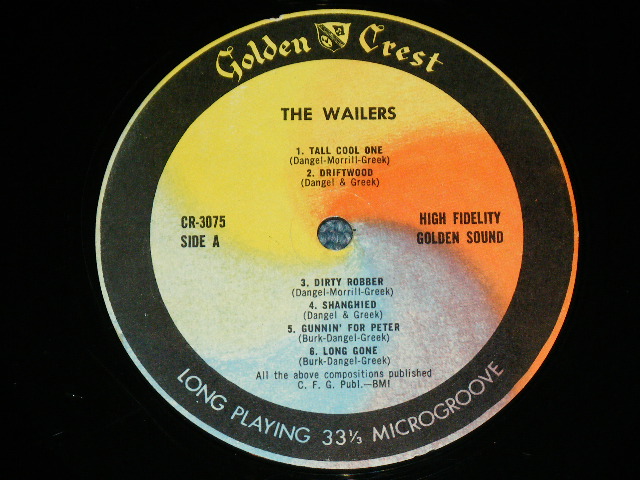 Golden Crest
THE WAILERS
1. TALL COOL ONE
(Dangel-Morrill-Greek)
2. DRIFTWOOD
(Dangel & Greek)
CR-3075
SIDE A
HIGH FIDELITY
GOLDEN SOUND
3. DIRTY ROBBER
(Dangel-Morrill-Greek)
4. SHANGHIED
(Dangel & Greek)
5. GUNNIN' FOR PETER
(Burk-Dangel-Greek)
6. LONG GONE
(Burk-Dangel-Greek)
All the above compositions published
C. F. G. Publ.—BMI
LONG PLAYING 33⅓ MICROGROOVE